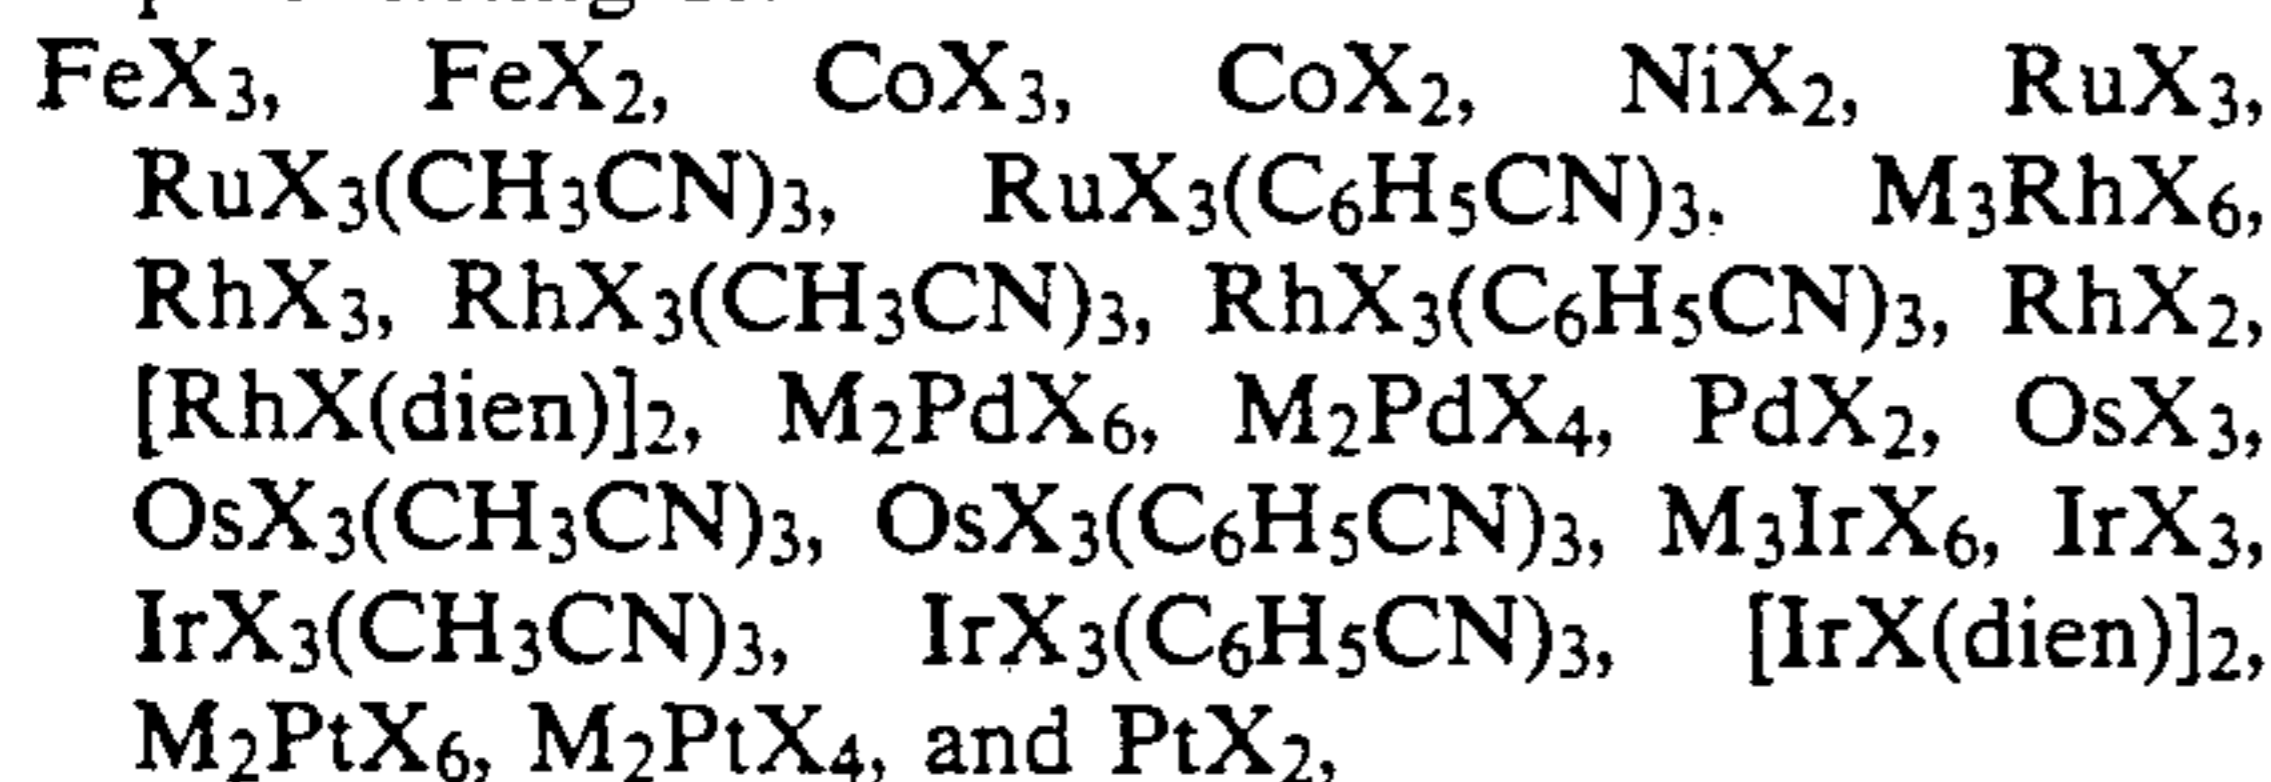 FeX3, FeX2, CoX3, CoX2, NiX2, RuX3,
RuX3(CH3CN)3, RuX3(C6H5CN)3. M3RhX6,
RhX3, RhX3(CH3CN)3, RhX3(C6H5CN)3, RhX2,
[RhX(dien)]2, M2PdX6, M2PdX4, PdX2, OsX3,
OsX3(CH3CN)3, OsX3(C6H5CN)3, M3IrX6, IrX3,
IrX3(CH3CN)3, IrX3(C6H5CN)3, [IrX(dien)]2,
M2PtX6, M2PtX4, and PtX2,